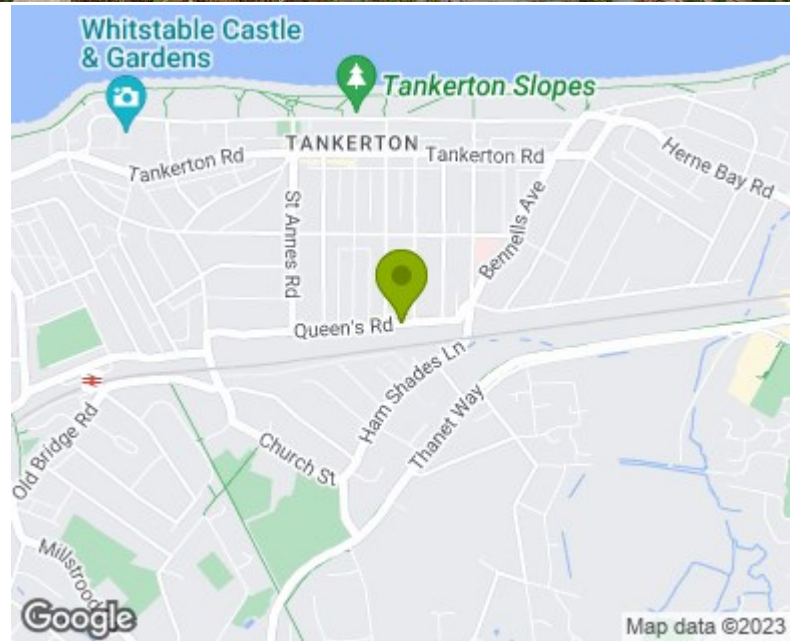 Whitstable Castle
& Gardens
Tankerton Slopes
TANKERTON
Tankerton Rd
Tankerton Rd
Herne Bay Rd
St Annes Rd
Bennells Ave
Queen's Rd
Ham Shades Ln
Thanet Way
Old Bridge Rd
Church St
Google
Map data ©2023